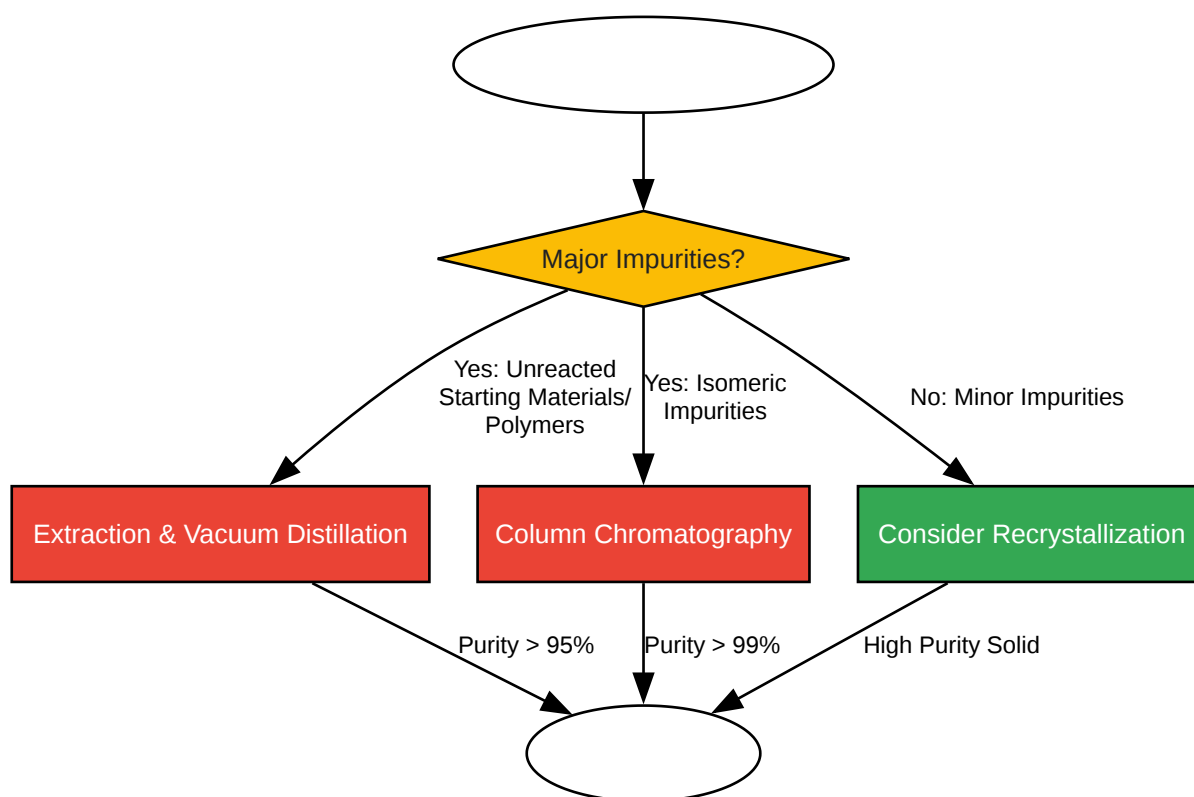 Major Impurities?
Yes: Unreacted
Starting Materials/
Polymers
Yes: Isomeric
Impurities
No: Minor Impurities
Extraction & Vacuum Distillation
Column Chromatography
Consider Recrystallization
Purity > 95%
Purity > 99%
High Purity Solid